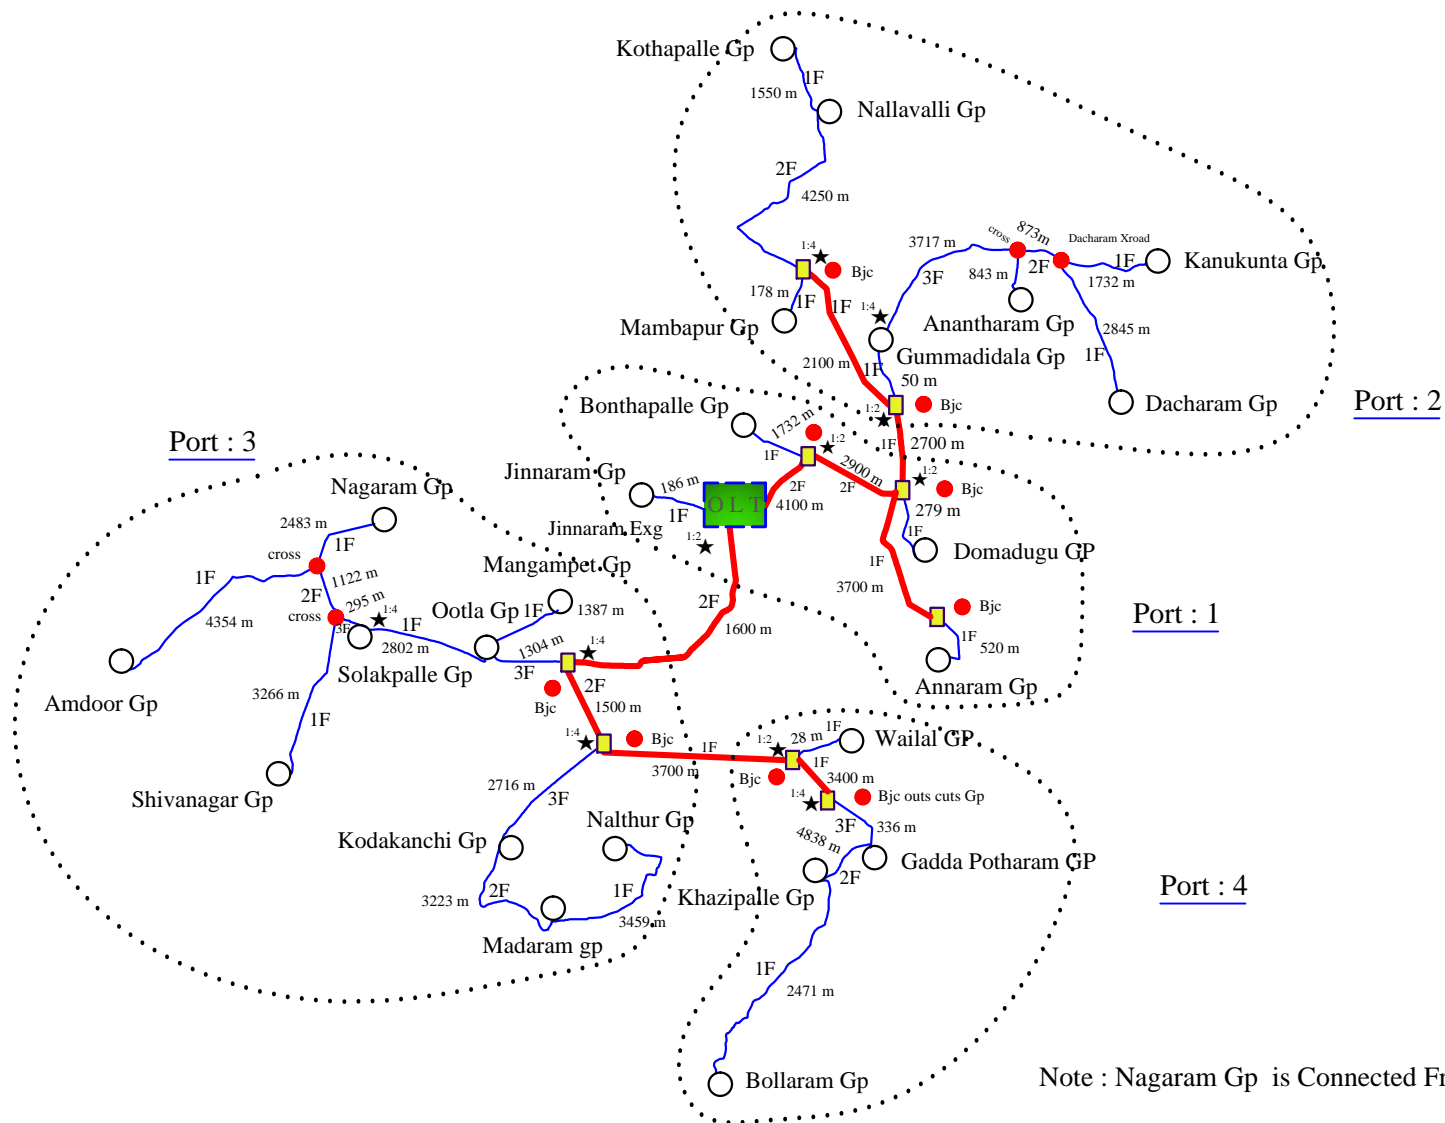 Kothapalle Gp
1F
1550 m
Nallavalli Gp
2F
4250 m
1:4
Bjc
178 m
1F
Mambapur Gp
1F
2100 m
3717 m
3F
cross
873m
Dacharam Xroad
2F
1F
Kanukunta Gp
1732 m
843 m
Anantharam Gp
2845 m
1F
Dacharam Gp
1:4
Gummadidala Gp
1F
50 m
Bjc
1:2
Port : 2
1F
2700 m
Bonthapalle Gp
1732 m
1F
1:2
2900 m
2F
1:2
Bjc
279 m
1F
Domadugu GP
Jinnaram Gp
186 m
1F
O L T
2F
4100 m
Jinnaram Exg
1:2
1F
3700 m
Bjc
1F
520 m
Annaram Gp
Port : 1
Port : 3
Nagaram Gp
2483 m
1F
cross
1F
1122 m
2F
4354 m
295 m
cross
3F
1:4
1F
2802 m
Solakpalle Gp
Amdoor Gp
3266 m
1F
Shivanagar Gp
Mangampet Gp
Ootla Gp
1F
1387 m
1304 m
3F
1:4
2F
1600 m
2F
1500 m
Bjc
1:4
Bjc
1F
3700 m
2716 m
3F
Kodakanchi Gp
Nalthur Gp
2F
3223 m
1F
3459 m
Madaram gp
1:2
28 m
1F
Wailal GP
Bjc
1F
3400 m
1:4
Bjc outs cuts Gp
3F
336 m
4838 m
2F
Gadda Potharam GP
Khazipalle Gp
Port : 4
1F
2471 m
Bollaram Gp
Note : Nagaram Gp is Connected Fr